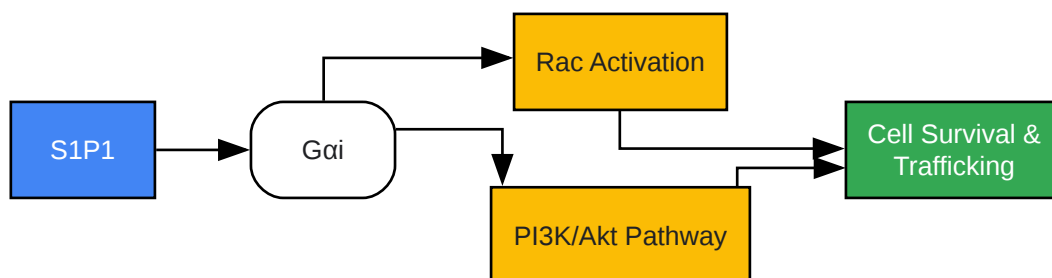 Rac Activation
S1P1
Gαi
Cell Survival &
Trafficking
PI3K/Akt Pathway